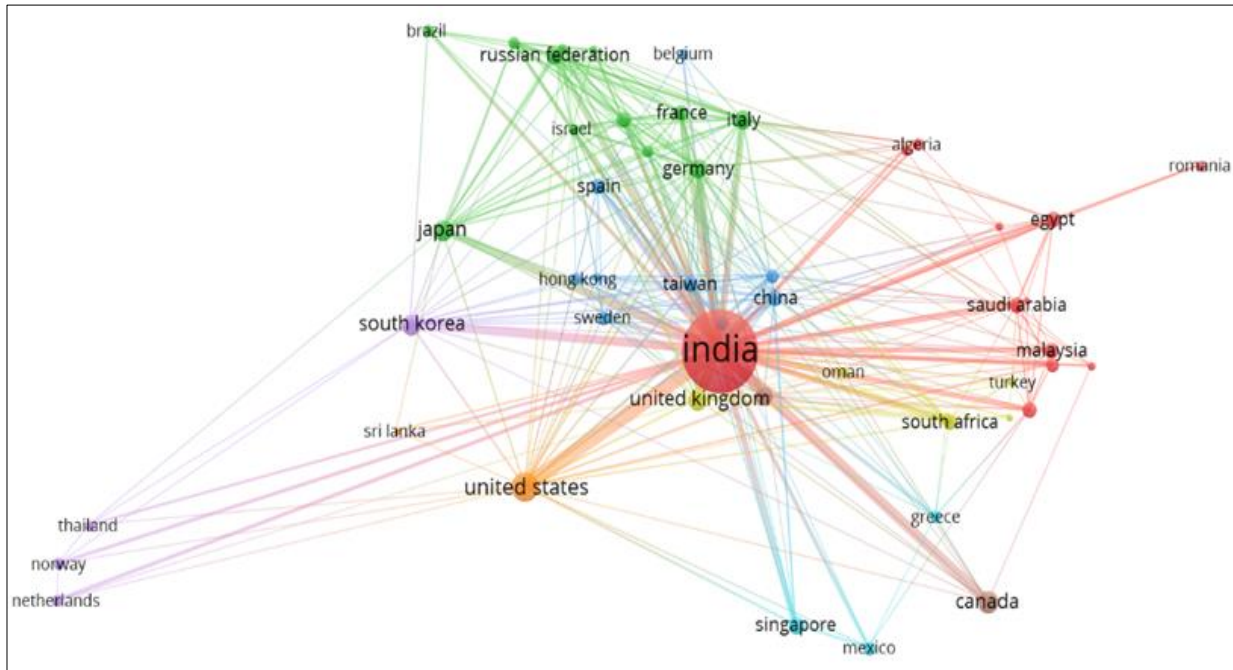 brazil
russian federation
belgium
france
italy
israel
algeria
romania
germany
spain
egypt
japan
hong kong
taiwan
china
saudi arabia
south korea
sweden
india
malaysia
oman
turkey
united kingdom
south africa
sri lanka
united states
thailand
greece
norway
netherlands
canada
singapore
mexico